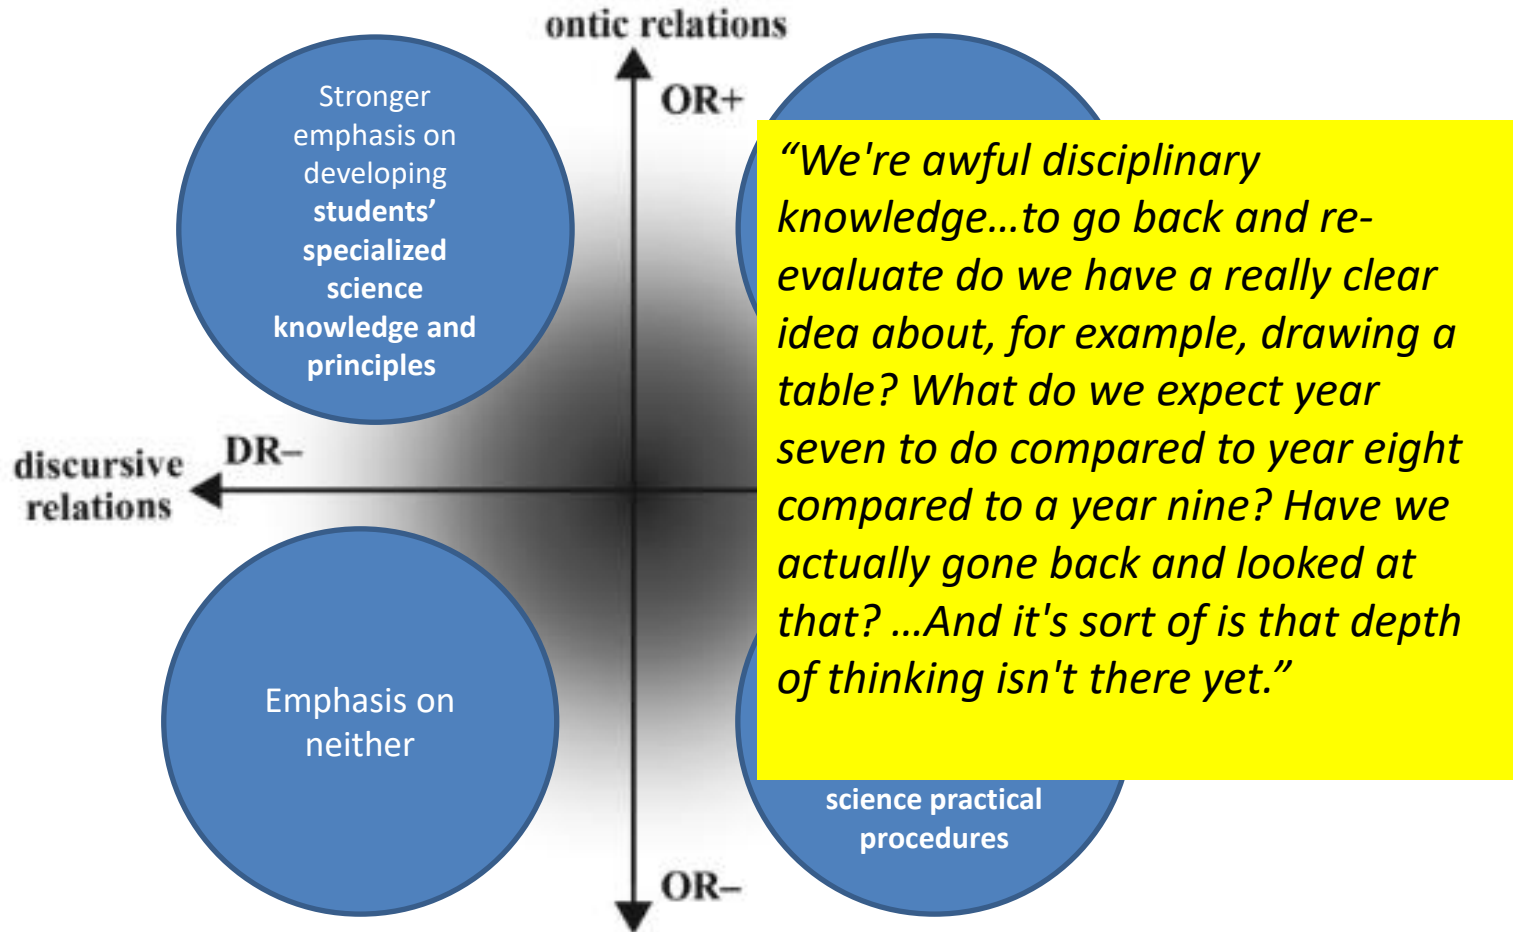 ontic relations
OR+
Stronger
emphasis on
developing
students’
specialized
science
knowledge and
principles
“We're awful disciplinary
knowledge…to go back and re-
evaluate do we have a really clear
idea about, for example, drawing a
table? What do we expect year
seven to do compared to year eight
compared to a year nine? Have we
actually gone back and looked at
that? …And it's sort of is that depth
of thinking isn't there yet.”
discursive
relations
DR–
Emphasis on
neither
science practical
procedures
OR–